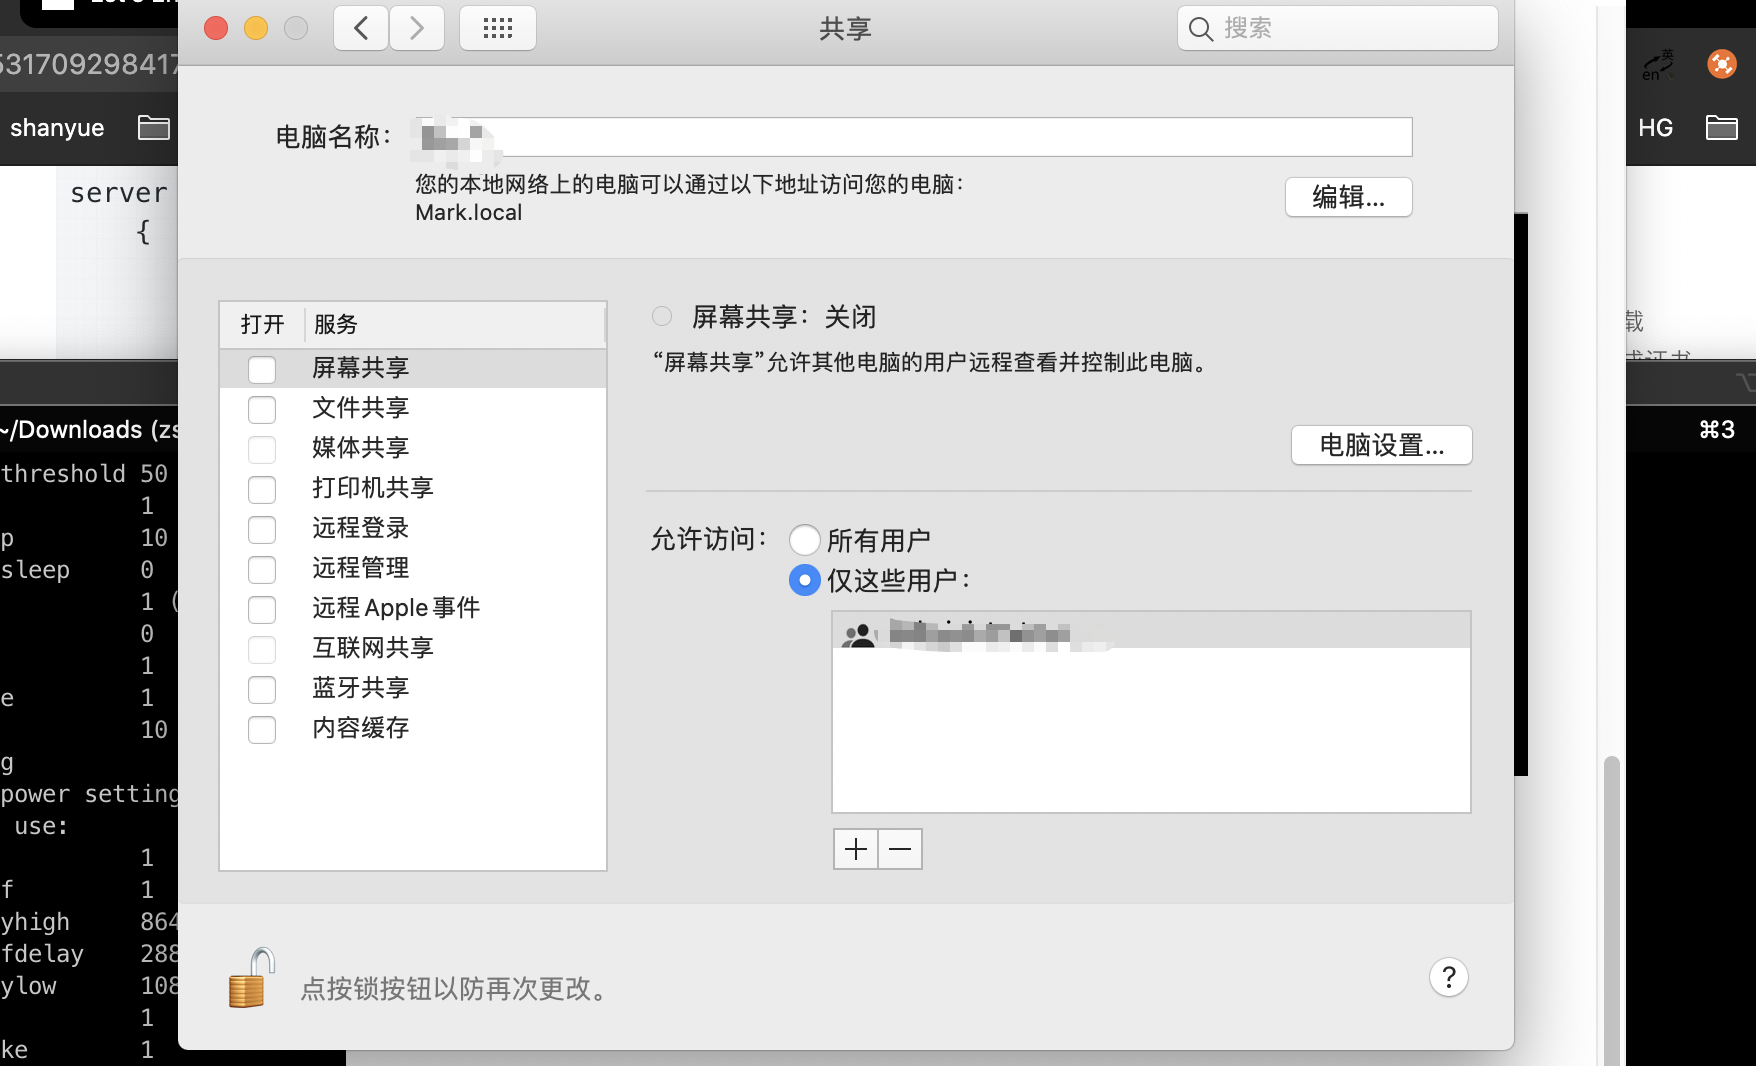 共享
搜索
531709298417
英
en
shanyue
HG
server
{
电脑名称：
您的本地网络上的电脑可以通过以下地址访问您的电脑：
Mark.local
编辑...
打开 服务
屏幕共享
文件共享
媒体共享
打印机共享
远程登录
远程管理
远程Apple事件
互联网共享
蓝牙共享
内容缓存
屏幕共享：关闭
“屏幕共享”允许其他电脑的用户远程查看并控制此电脑。
电脑设置...
允许访问：
所有用户
仅这些用户：
点按锁按钮以防再次更改。
?
载
~/Downloads (zs
⌘3
threshold 50
1
p 10
sleep 0
1 (
0
1
e 1
10
g
power setting
use:
1
f 1
yhigh 864
fdelay 288
ylow 108
1
ke 1